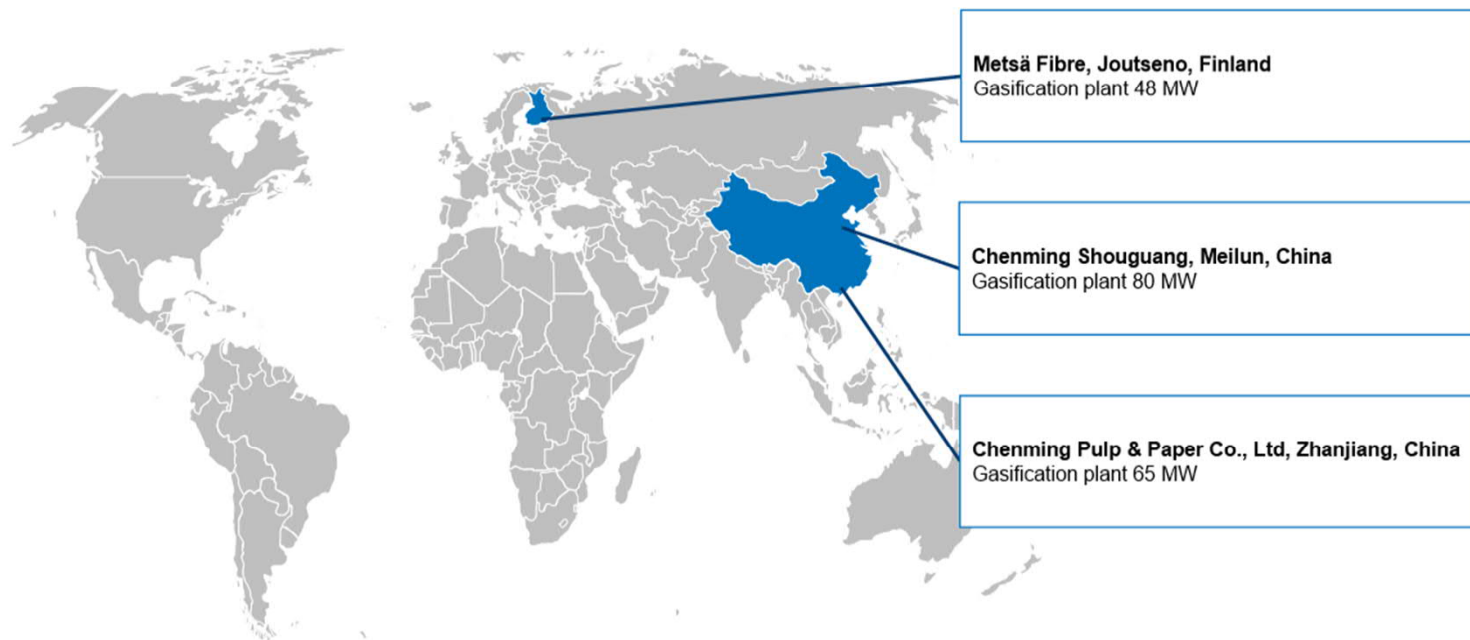 Metsä Fibre, Joutseno, Finland
Gasification plant 48 MW
Chenming Shouguang, Meilun, China
Gasification plant 80 MW
Chenming Pulp & Paper Co., Ltd, Zhanjiang, China
Gasification plant 65 MW